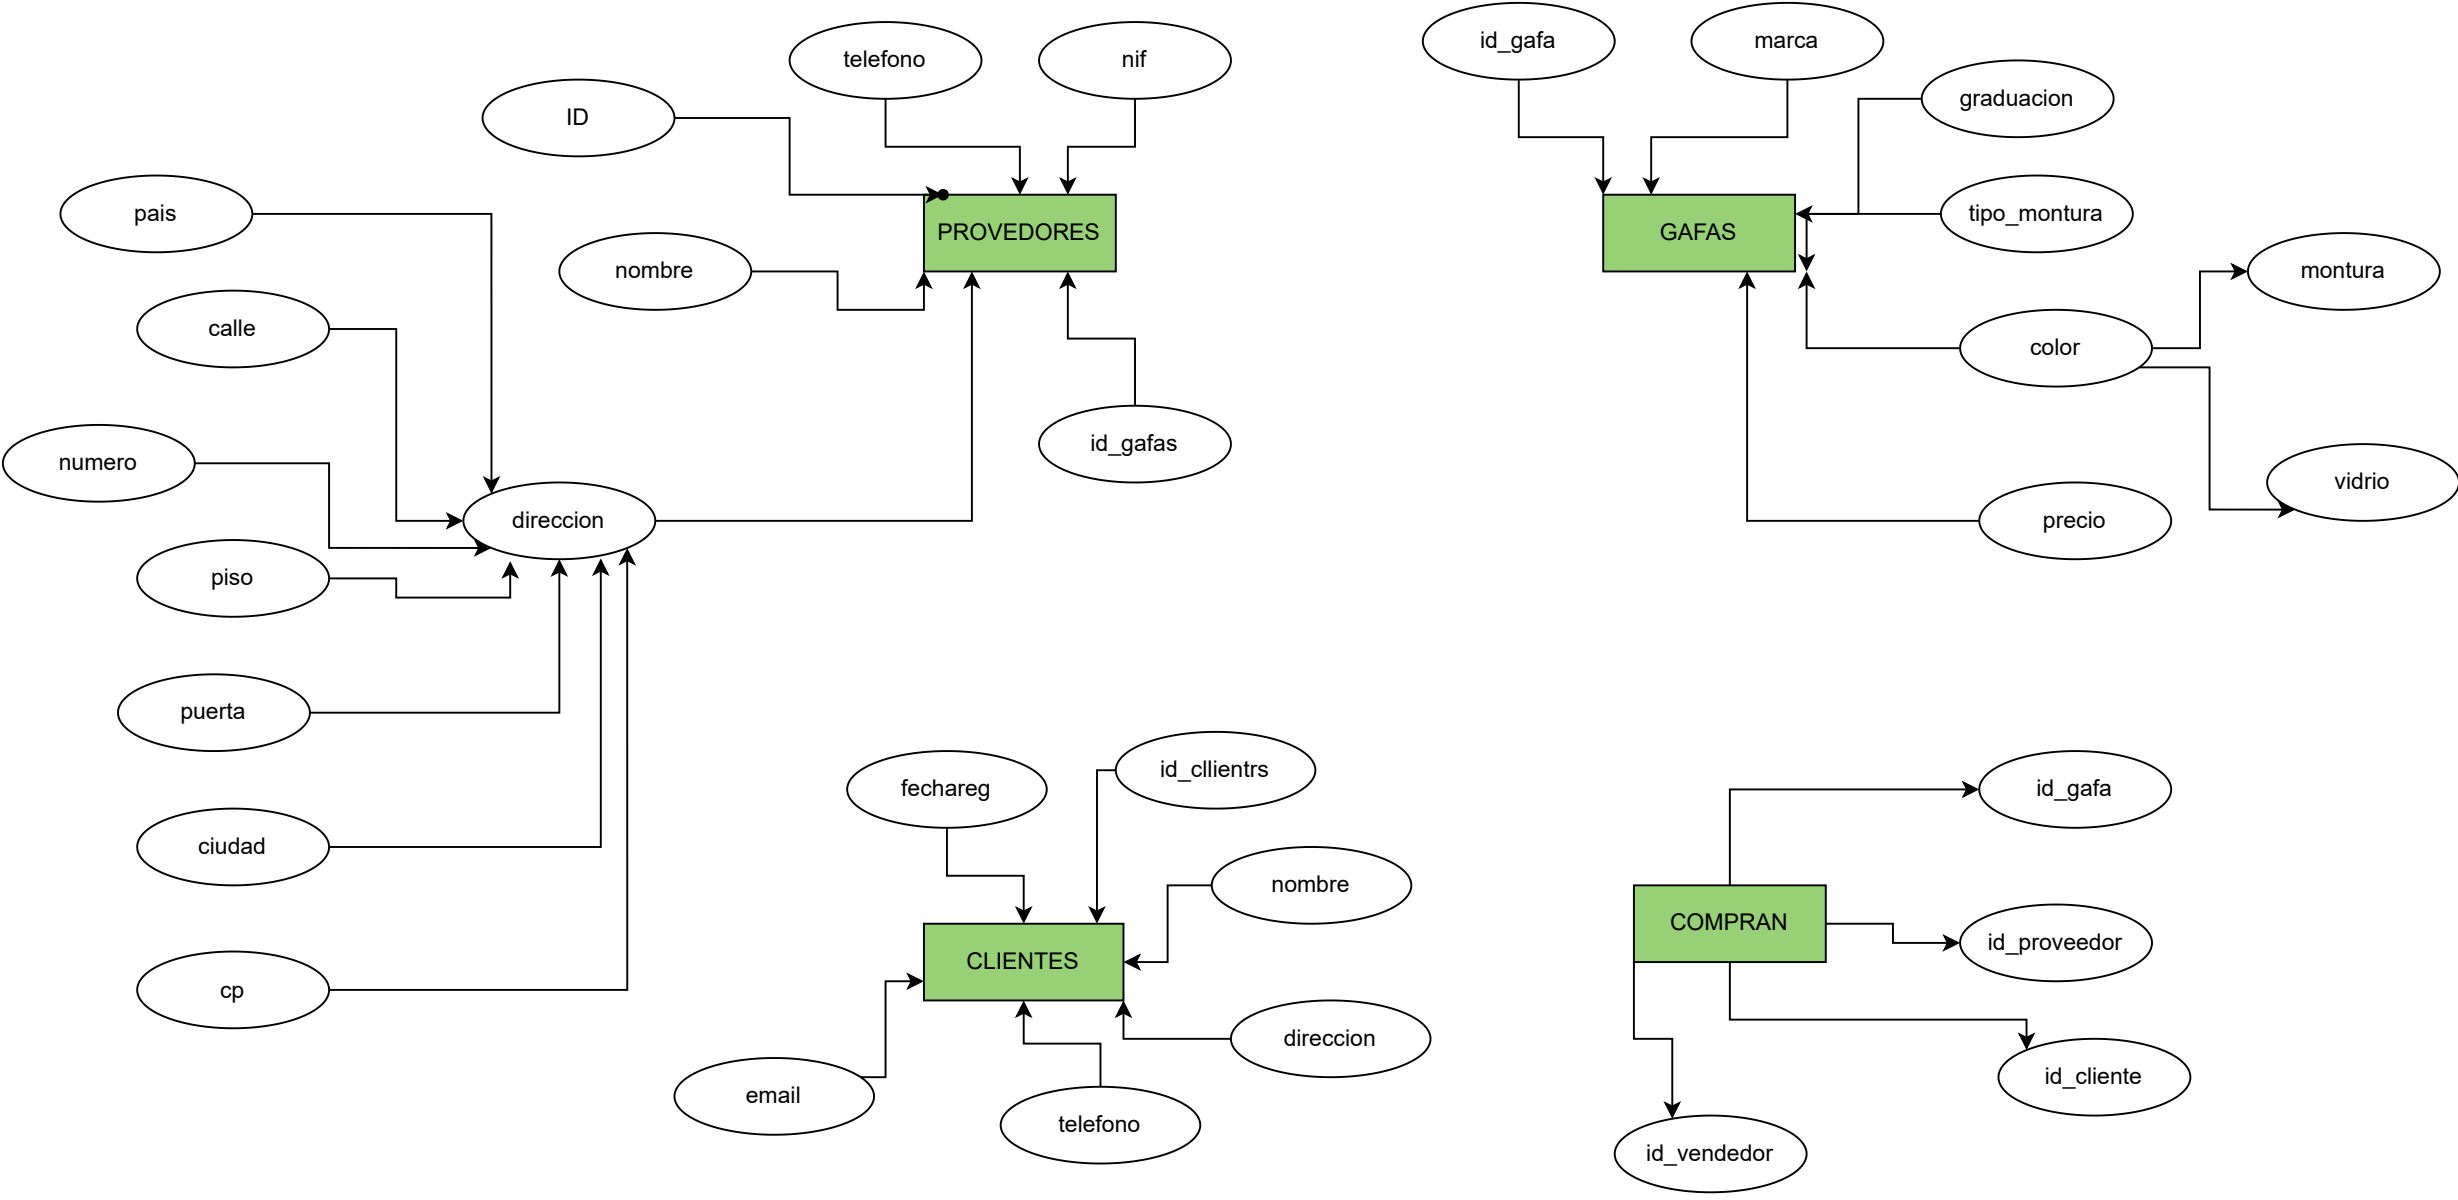 id_gafa
marca
telefono
nif
graduacion
ID
pais
tipo_montura
PROVEDORES
GAFAS
nombre
montura
calle
color
id_gafas
numero
vidrio
direccion
precio
piso
puerta
id_cllientrs
fechareg
id_gafa
ciudad
nombre
COMPRAN
id_proveedor
CLIENTES
cp
direccion
id_cliente
email
telefono
id_vendedor